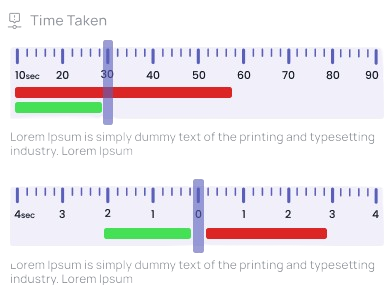 Time Taken
10sec 20 30 40 50 60 70 80 90
Lorem Ipsum is simply dummy text of the printing and typesetting
industry. Lorem Ipsum
4sec 3 2 1 0 1 2 3 4
Lorem Ipsum is simply dummy text of the printing and typesetting
industry. Lorem Ipsum